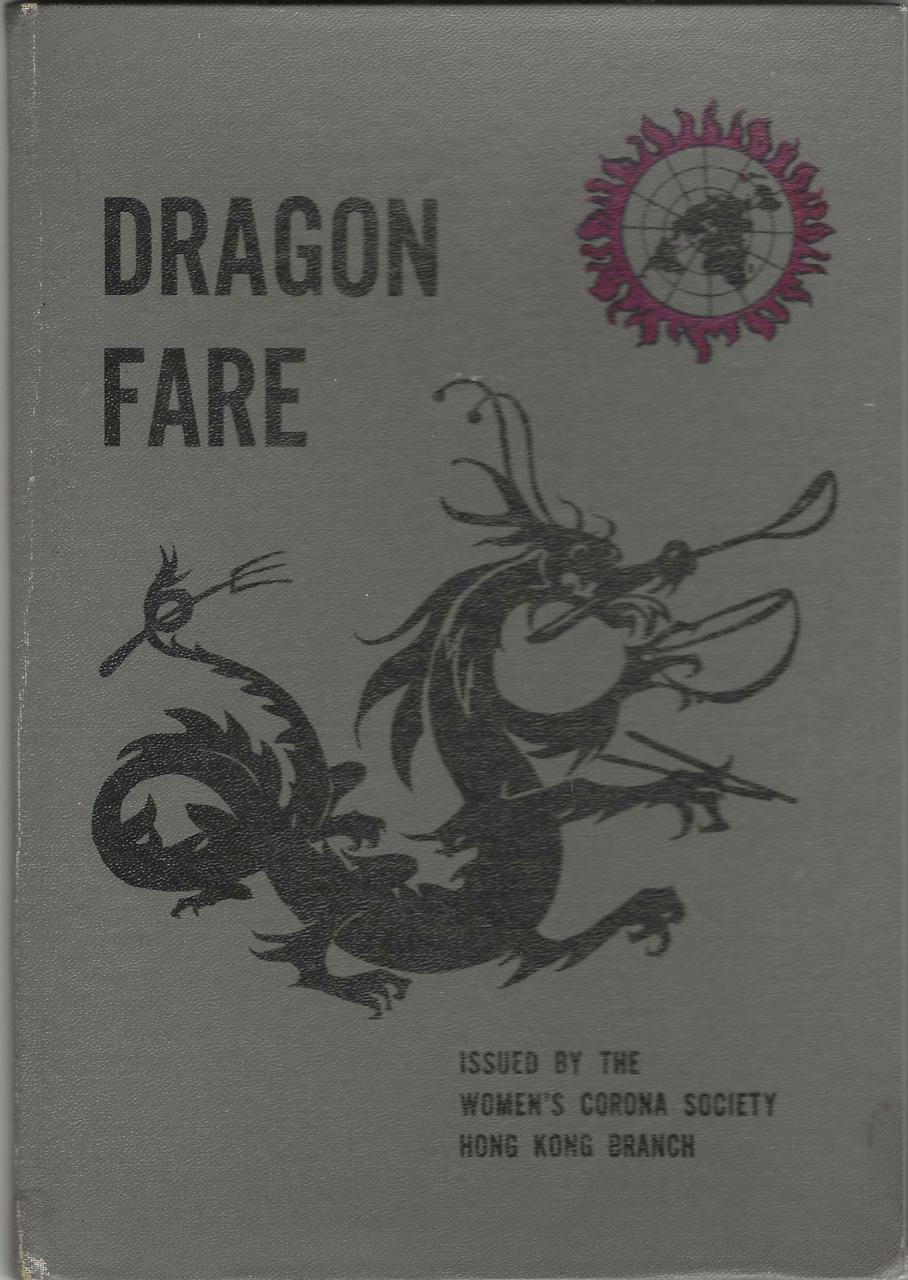 DRAGON
FARE
ISSUED BY THE
WOMEN'S CORONA SOCIETY
HONG KONG BRANCH